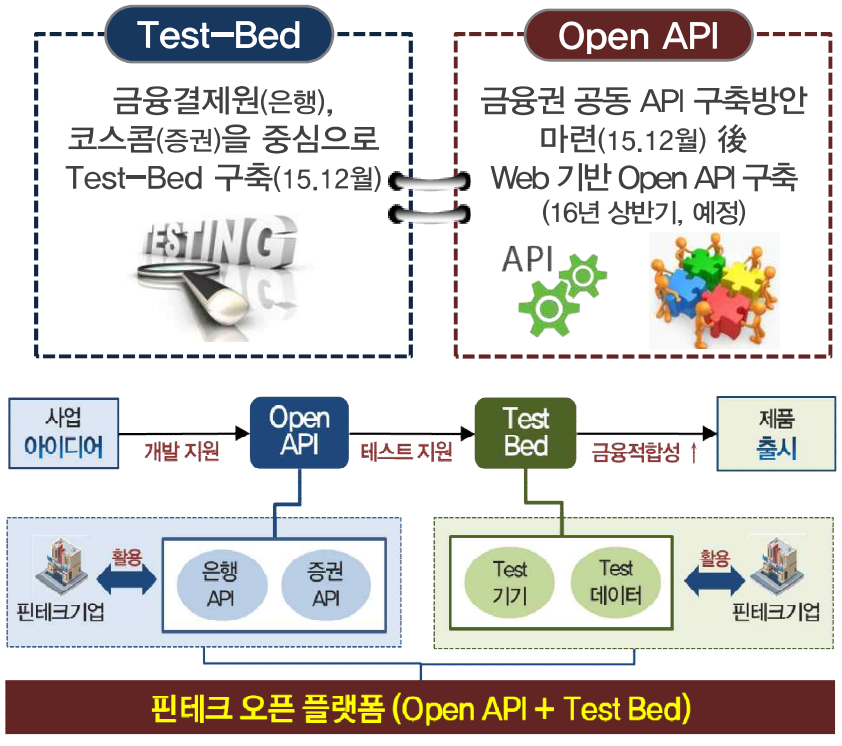 Test-Bed
금융결제원(은행),
코스콤(증권)을 중심으로
Test-Bed 구축(15.12월)
TESTING
Open API
금융권 공동 API 구축방안
마련(15.12월) 後
Web 기반 Open API 구축
(16년 상반기, 예정)
API
사업
아이디어
개발 지원
Open
API
테스트 지원
Test
Bed
금융적합성 ↑
제품
출시
핀테크기업
활용
은행
API
증권
API
Test
기기
Test
데이터
활용
핀테크기업
핀테크 오픈 플랫폼 (Open API + Test Bed)